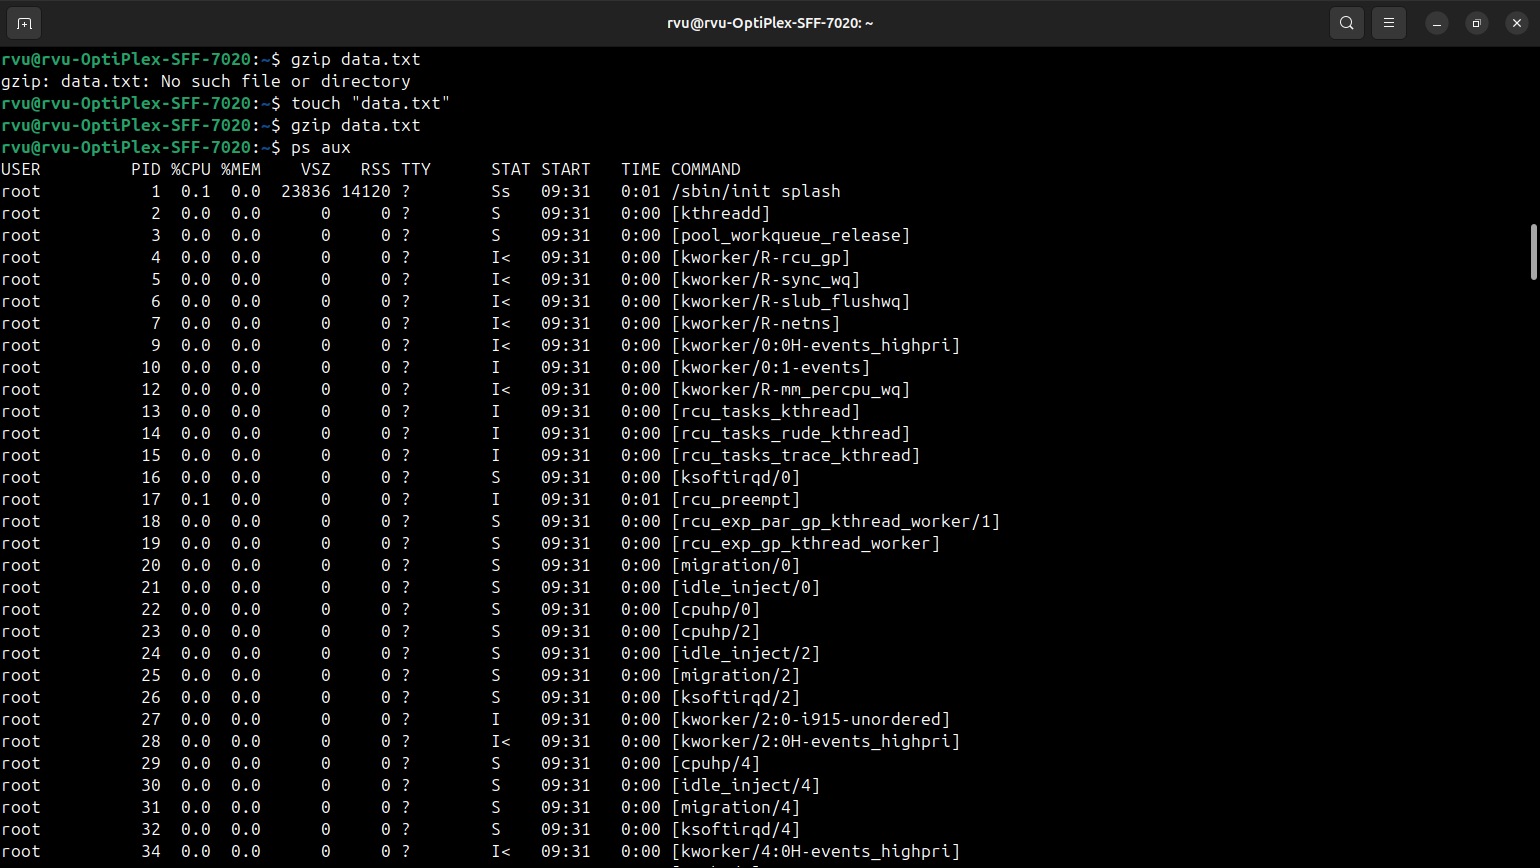 rvu@rvu-OptiPlex-SFF-7020: ~
rvu@rvu-OptiPlex-SFF-7020:~$ gzip data.txt
gzip: data.txt: No such file or directory
rvu@rvu-OptiPlex-SFF-7020:~$ touch "data.txt"
rvu@rvu-OptiPlex-SFF-7020:~$ gzip data.txt
rvu@rvu-OptiPlex-SFF-7020:~$ ps aux
USER         PID %CPU %MEM    VSZ   RSS TTY      STAT START   TIME COMMAND
root           1  0.1  0.0  23836 14120 ?        Ss   09:31   0:01 /sbin/init splash
root           2  0.0  0.0      0     0 ?        S    09:31   0:00 [kthreadd]
root           3  0.0  0.0      0     0 ?        S    09:31   0:00 [pool_workqueue_release]
root           4  0.0  0.0      0     0 ?        I<   09:31   0:00 [kworker/R-rcu_gp]
root           5  0.0  0.0      0     0 ?        I<   09:31   0:00 [kworker/R-sync_wq]
root           6  0.0  0.0      0     0 ?        I<   09:31   0:00 [kworker/R-slub_flushwq]
root           7  0.0  0.0      0     0 ?        I<   09:31   0:00 [kworker/R-netns]
root           9  0.0  0.0      0     0 ?        I<   09:31   0:00 [kworker/0:0H-events_highpri]
root          10  0.0  0.0      0     0 ?        I    09:31   0:00 [kworker/0:1-events]
root          12  0.0  0.0      0     0 ?        I<   09:31   0:00 [kworker/R-mm_percpu_wq]
root          13  0.0  0.0      0     0 ?        I    09:31   0:00 [rcu_tasks_kthread]
root          14  0.0  0.0      0     0 ?        I    09:31   0:00 [rcu_tasks_rude_kthread]
root          15  0.0  0.0      0     0 ?        I    09:31   0:00 [rcu_tasks_trace_kthread]
root          16  0.0  0.0      0     0 ?        S    09:31   0:00 [ksoftirqd/0]
root          17  0.1  0.0      0     0 ?        I    09:31   0:01 [rcu_preempt]
root          18  0.0  0.0      0     0 ?        S    09:31   0:00 [rcu_exp_par_gp_kthread_worker/1]
root          19  0.0  0.0      0     0 ?        S    09:31   0:00 [rcu_exp_gp_kthread_worker]
root          20  0.0  0.0      0     0 ?        S    09:31   0:00 [migration/0]
root          21  0.0  0.0      0     0 ?        S    09:31   0:00 [idle_inject/0]
root          22  0.0  0.0      0     0 ?        S    09:31   0:00 [cpuhp/0]
root          23  0.0  0.0      0     0 ?        S    09:31   0:00 [cpuhp/2]
root          24  0.0  0.0      0     0 ?        S    09:31   0:00 [idle_inject/2]
root          25  0.0  0.0      0     0 ?        S    09:31   0:00 [migration/2]
root          26  0.0  0.0      0     0 ?        S    09:31   0:00 [ksoftirqd/2]
root          27  0.0  0.0      0     0 ?        I    09:31   0:00 [kworker/2:0-i915-unordered]
root          28  0.0  0.0      0     0 ?        I<   09:31   0:00 [kworker/2:0H-events_highpri]
root          29  0.0  0.0      0     0 ?        S    09:31   0:00 [cpuhp/4]
root          30  0.0  0.0      0     0 ?        S    09:31   0:00 [idle_inject/4]
root          31  0.0  0.0      0     0 ?        S    09:31   0:00 [migration/4]
root          32  0.0  0.0      0     0 ?        S    09:31   0:00 [ksoftirqd/4]
root          34  0.0  0.0      0     0 ?        I<   09:31   0:00 [kworker/4:0H-events_highpri]